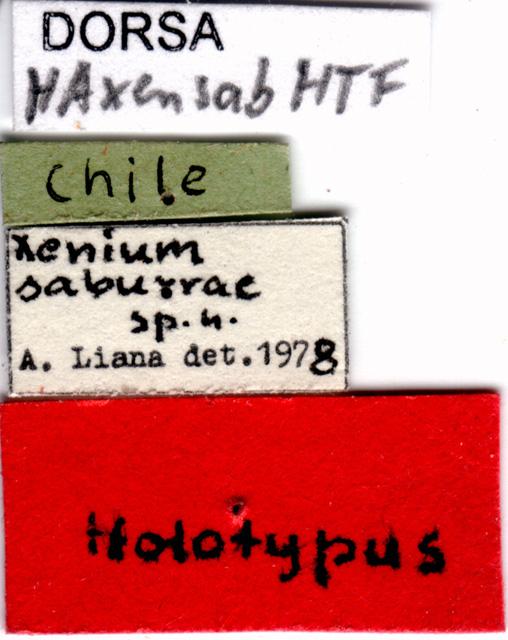 DORSA
HAxensab HTF
Chile
Xenium
saburrae
sp. n.
A. Liana det. 1978
Holotypus